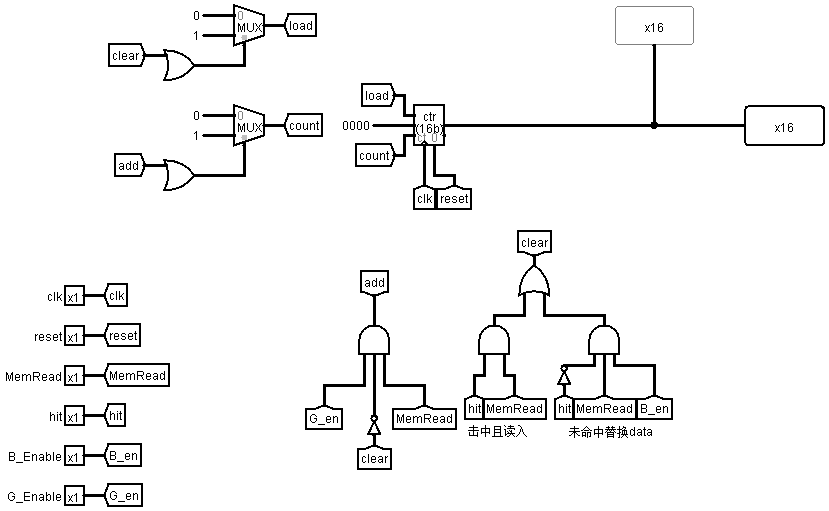 0
0
1
MUX
load
clear
x16
load
0
0
1
MUX
count
0000
ctr
(16b)
x16
count
add
clk
reset
clear
add
clk
x1
clk
reset
x1
reset
MemRead
x1
MemRead
hit
x1
hit
G_en
MemRead
hit
MemRead
hit
MemRead
B_en
击中且读入
未命中替换data
B_Enable
x1
B_en
clear
G_Enable
x1
G_en